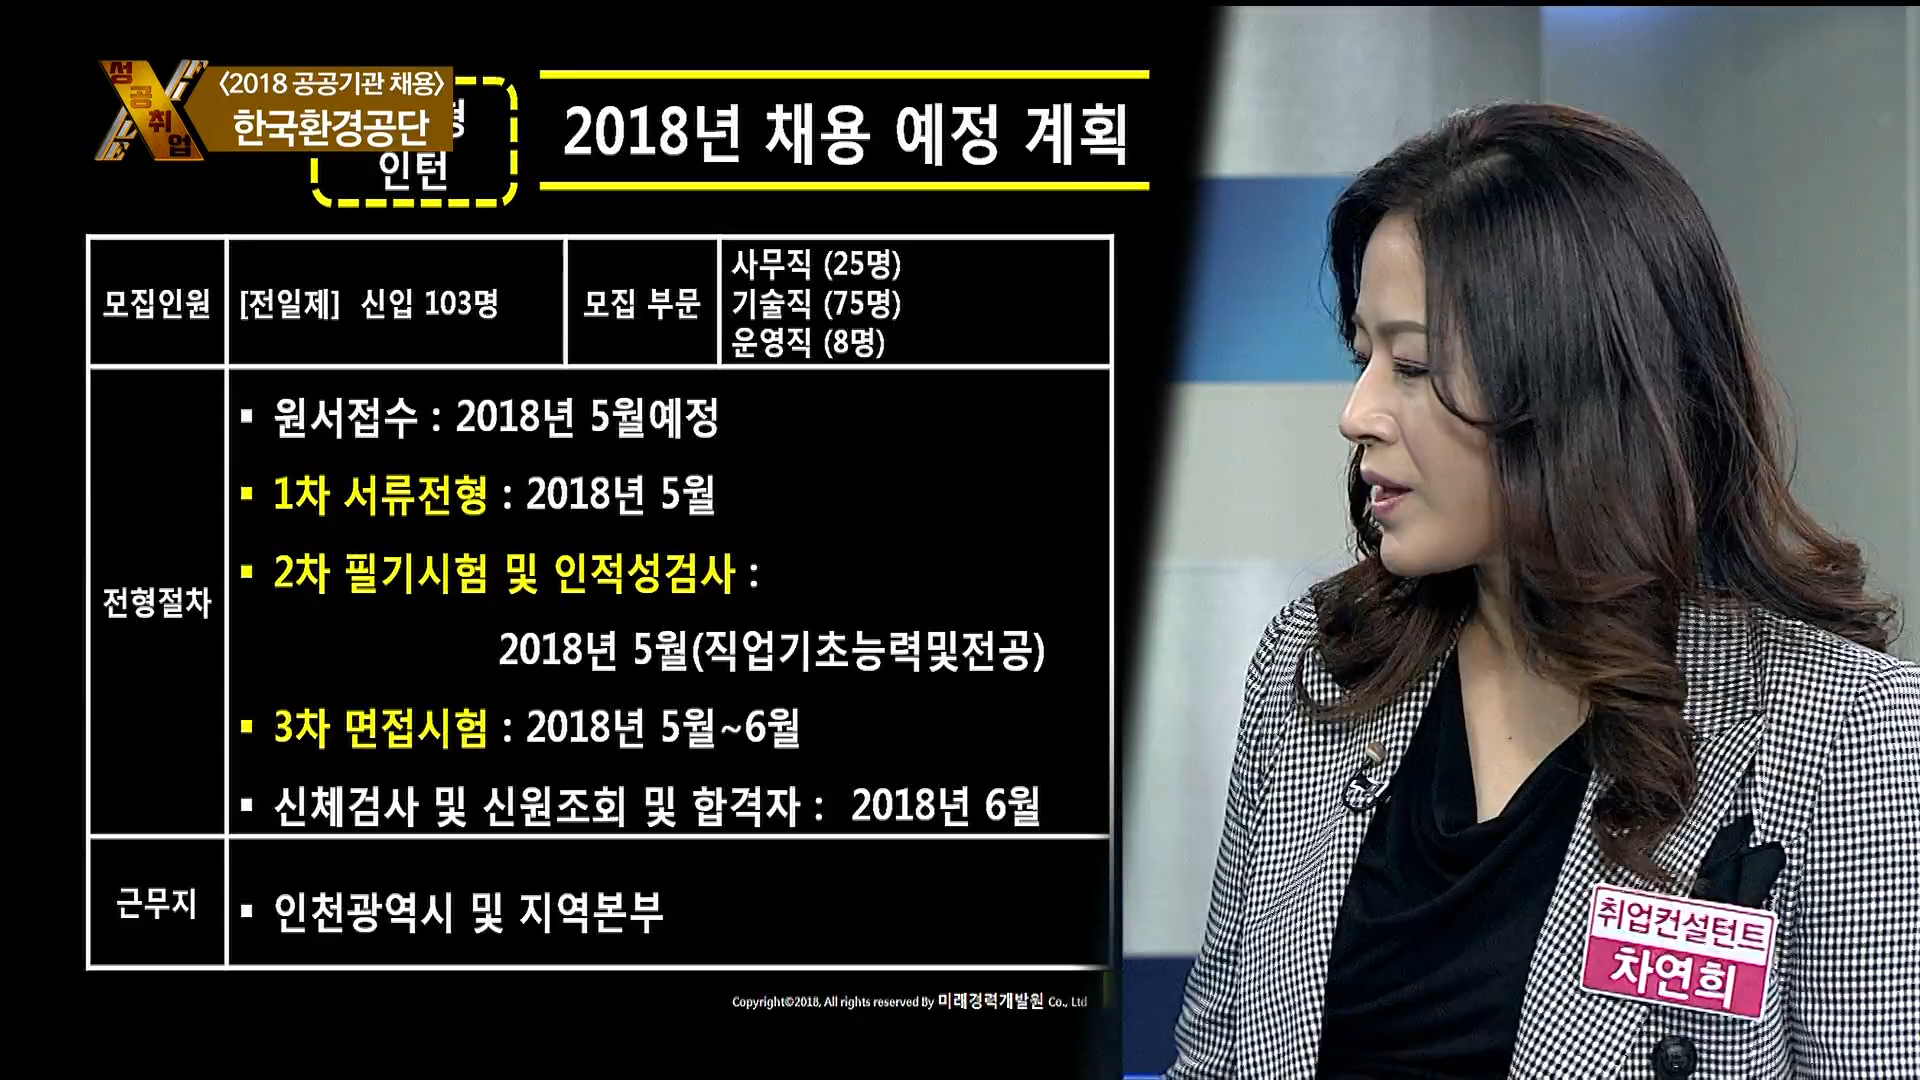 성공취업
〈2018 공공기관 채용〉
한국환경공단
형
인턴
2018년 채용 예정 계획
모집인원
[전일제] 신입 103명
모집 부문
사무직 (25명)
기술직 (75명)
운영직 (8명)
전형절차
▪ 원서접수 : 2018년 5월예정
▪ 1차 서류전형 : 2018년 5월
▪ 2차 필기시험 및 인적성검사 :
2018년 5월(직업기초능력및전공)
▪ 3차 면접시험 : 2018년 5월~6월
▪ 신체검사 및 신원조회 및 합격자 : 2018년 6월
근무지
▪ 인천광역시 및 지역본부
Copyright©2018, All rights reserved By 미래경력개발원 Co., Ltd
취업컨설턴트
차연희